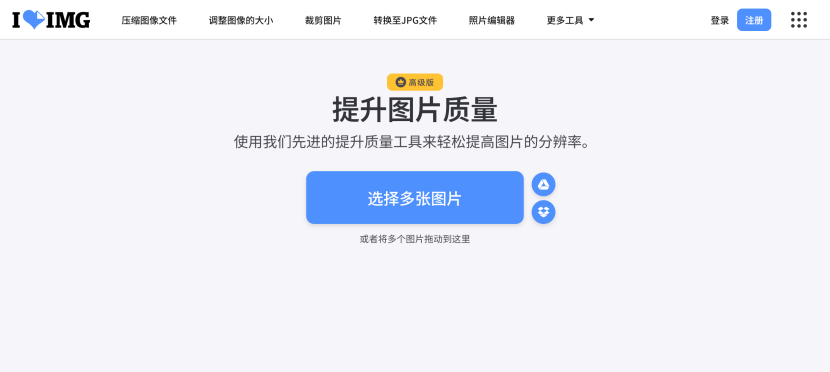 I IMG 压缩图像文件 调整图像的大小 裁剪图片 转换至JPG文件 照片编辑器 更多工具 登录 注册
高级版
提升图片质量
使用我们先进的提升质量工具来轻松提高图片的分辨率。
选择多张图片
或者将多个图片拖动到这里